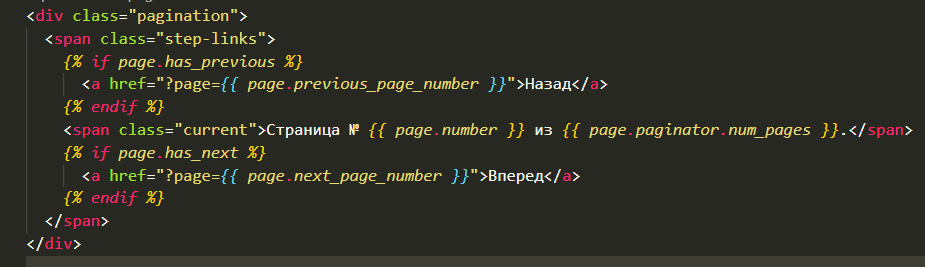 <div class="pagination">
<span class="step-links">
{% if page.has_previous %}
<a href="?page={{ page.previous_page_number }}">Назад</a>
{% endif %}
<span class="current">Страница № {{ page.number }} из {{ page.paginator.num_pages }}.</span>
{% if page.has_next %}
<a href="?page={{ page.next_page_number }}">Вперед</a>
{% endif %}
</span>
</div>